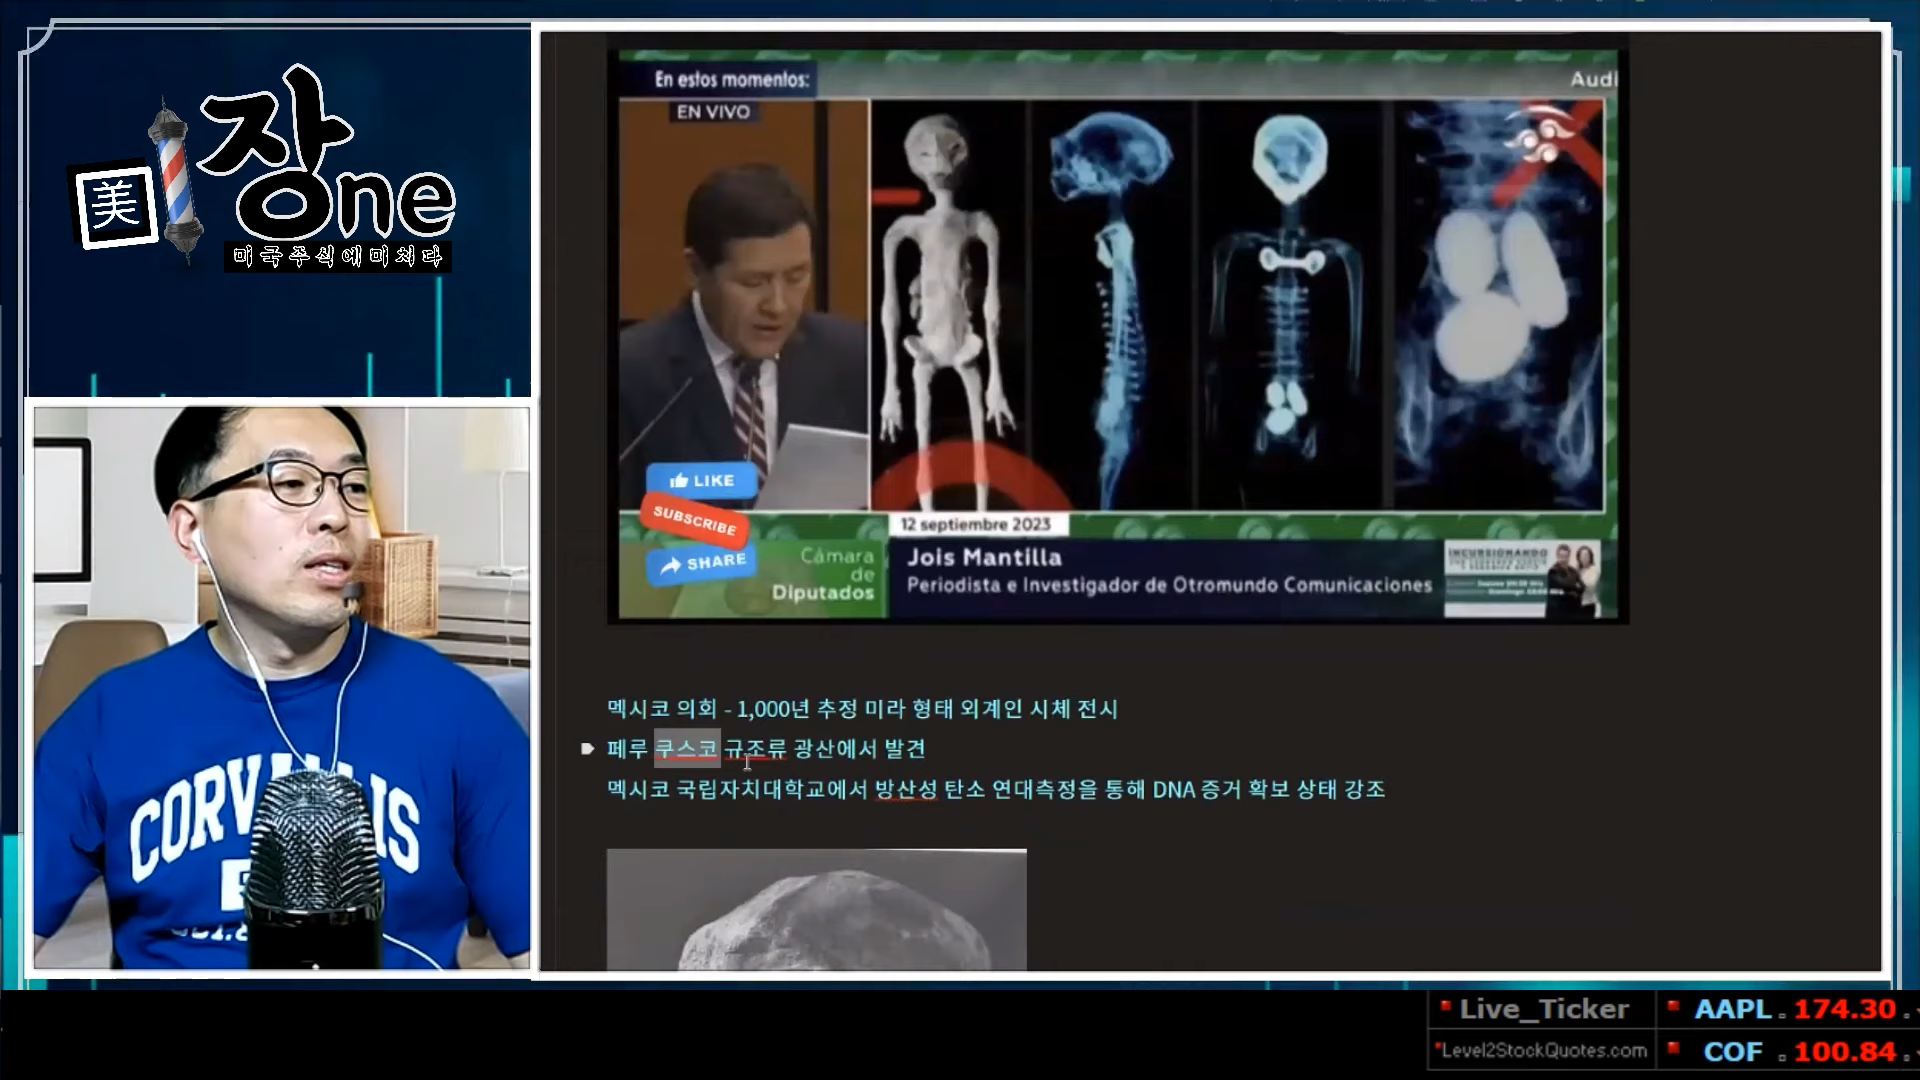 장one
美
미국주식에미치다
En estos momentos:
Audi
EN VIVO
LIKE
SUBSCRIBE
SHARE
12 septiembre 2023
Cámara
de
Diputados
Jois Mantilla
Periodista e Investigador de Otromundo Comunicaciones
INCURSIONANDO
멕시코 의회 - 1,000년 추정 미라 형태 외계인 시체 전시
페루 쿠스코 규조류 광산에서 발견
멕시코 국립자치대학교에서 방산성 탄소 연대측정을 통해 DNA 증거 확보 상태 강조
CORVALLIS
Live_Ticker
AAPL 174.30
*Level2StockQuotes.com
COF 100.84